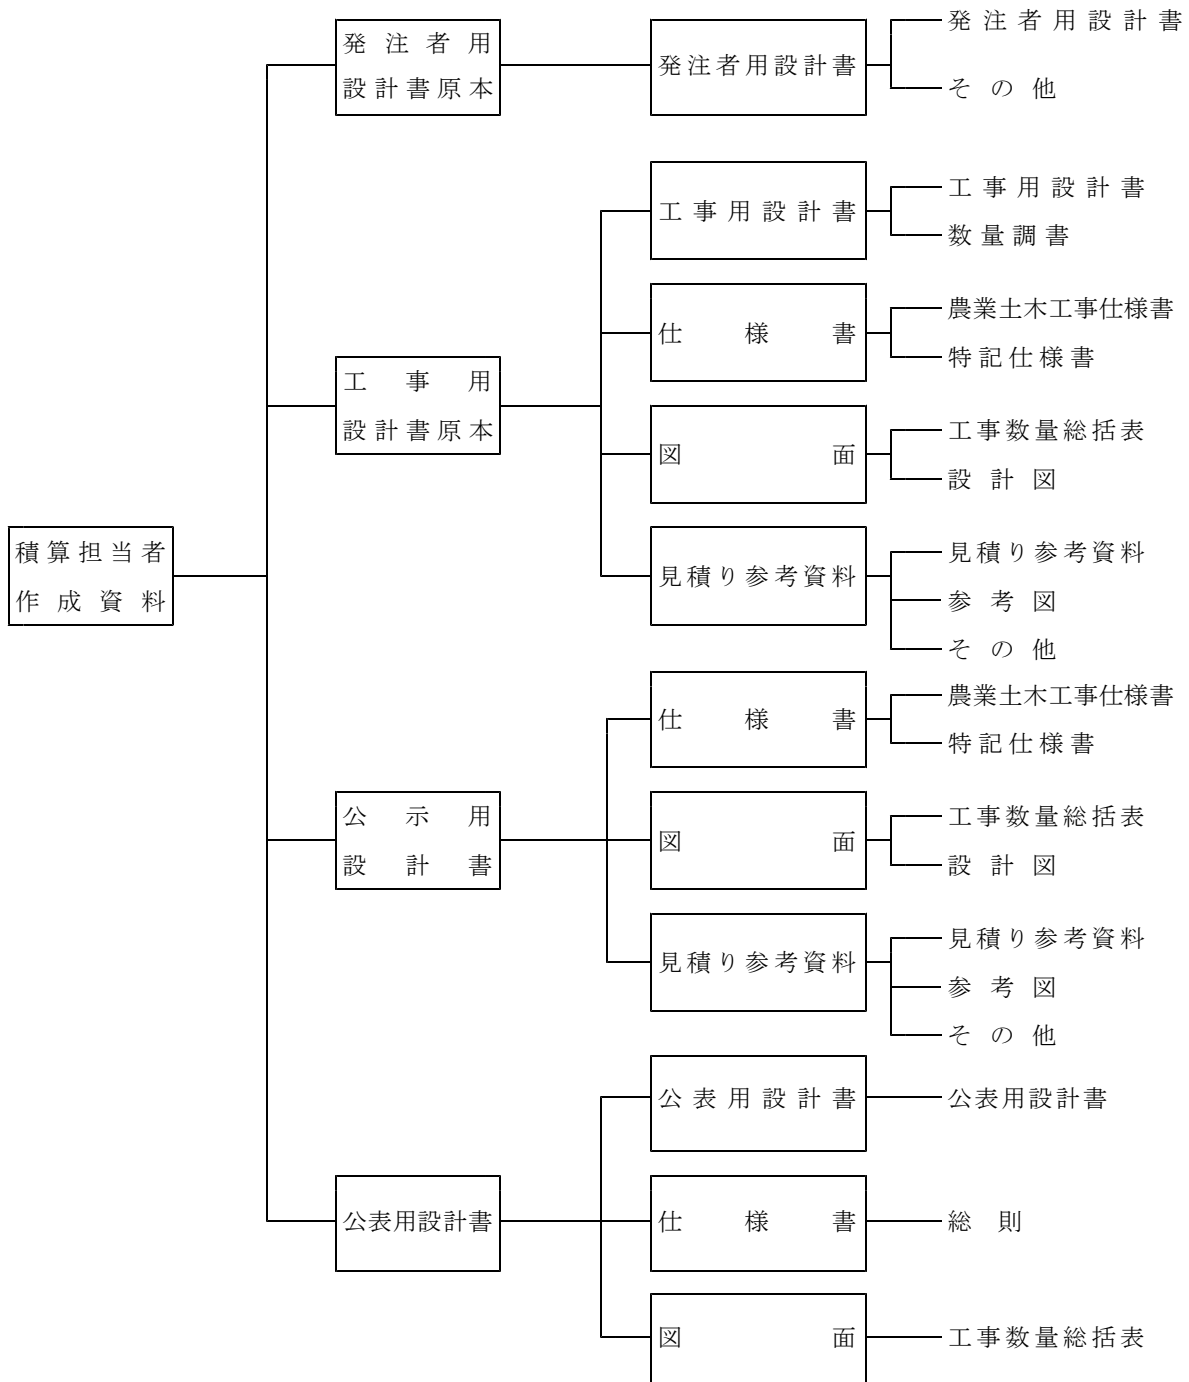 積算担当者
作成資料
発注者用
設計書原本
発注者用設計書
発注者用設計書
その他
工事用
設計書原本
工事用設計書
工事用設計書
数量調書
仕様書
農業土木工事仕様書
特記仕様書
図面
工事数量総括表
設計図
見積り参考資料
見積り参考資料
参考図
その他
公示用
設計書
仕様書
農業土木工事仕様書
特記仕様書
図面
工事数量総括表
設計図
見積り参考資料
見積り参考資料
参考図
その他
公表用設計書
公表用設計書
公表用設計書
仕様書
総則
図面
工事数量総括表